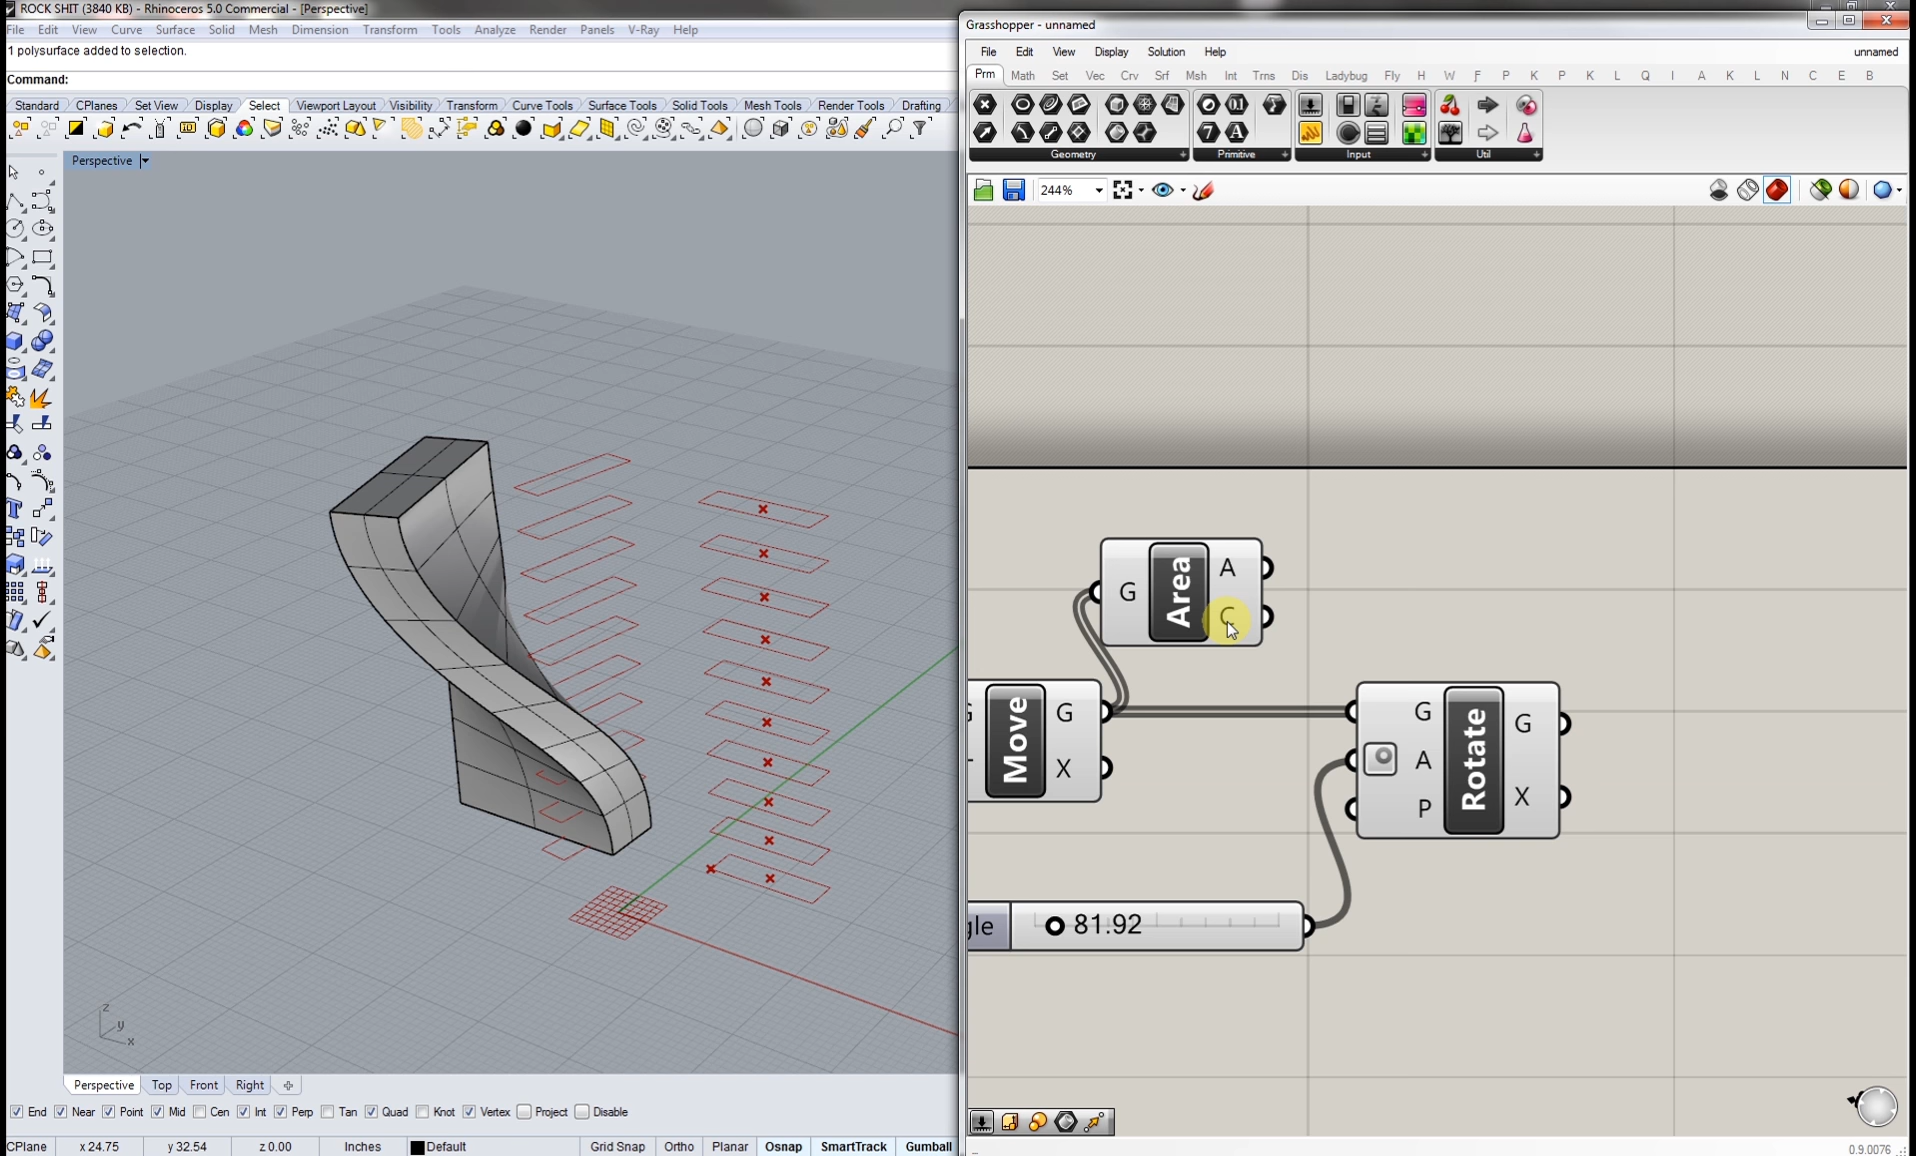 ROCK SHIT (3840 KB) - Rhinoceros 5.0 Commercial - [Perspective]
File Edit View Curve Surface Solid Mesh Dimension Transform Tools Analyze Render Panels V-Ray Help
1 polysurface added to selection.
Command:
Standard CPlanes Set View Display Select Viewport Layout Visibility Transform Curve Tools Surface Tools Solid Tools Mesh Tools Render Tools Drafting
Perspective
z
y
x
Perspective Top Front Right
End Near Point Mid Cen Int Perp Tan Quad Knot Vertex Project Disable
CPlane x 24.75 y 32.54 z 0.00 Inches Default Grid Snap Ortho Planar Osnap SmartTrack Gumball
Grasshopper - unnamed
File Edit View Display Solution Help unnamed
Prm Math Set Vec Crv Srf Msh Int Trns Dis Ladybug Fly H W F P K P K L Q I A K L N C E B
Geometry Primitive Input Util
244%
G Area A
C
Move G
X
G Rotate G
A
P X
gle 81.92
0.9.0076